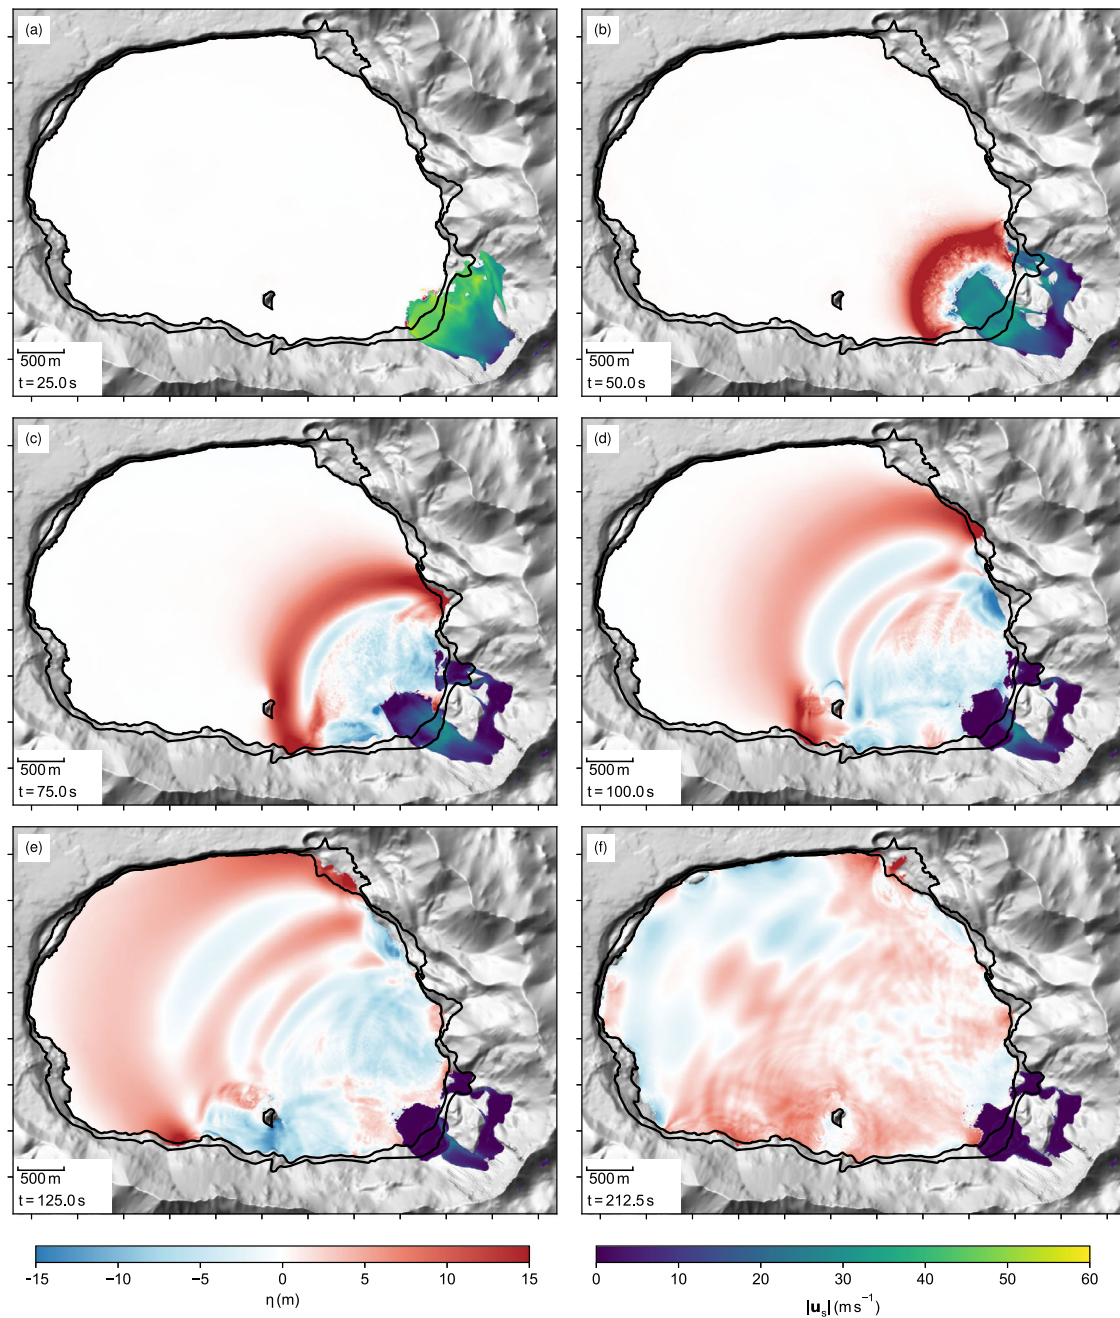 (a)
500 m
t = 25.0 s
(b)
500 m
t = 50.0 s
(c)
500 m
t = 75.0 s
(d)
500 m
t = 100.0 s
(e)
500 m
t = 125.0 s
(f)
500 m
t = 212.5 s
−15 −10 −5 0 5 10 15
η (m)
0 10 20 30 40 50 60
|u_s| (m s⁻¹)